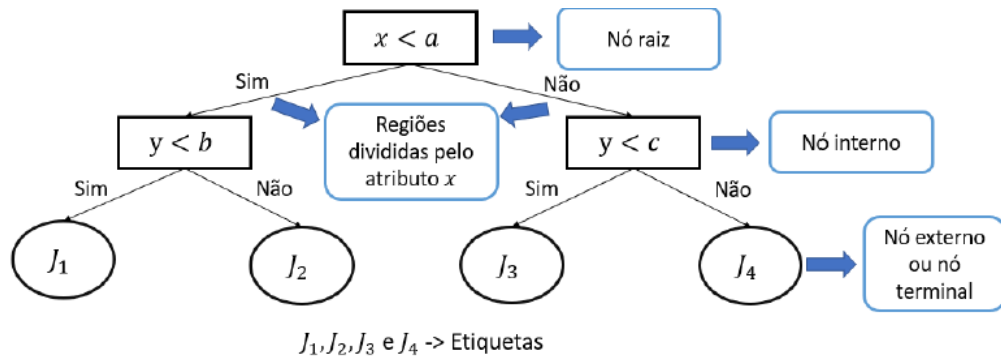 x < a
Nó raiz
Sim
Não
y < b
Regiões
divididas pelo
atributo x
y < c
Nó interno
Sim
Não
Sim
Não
J₁
J₂
J₃
J₄
Nó externo
ou nó
terminal
J₁, J₂, J₃ e J₄ -> Etiquetas